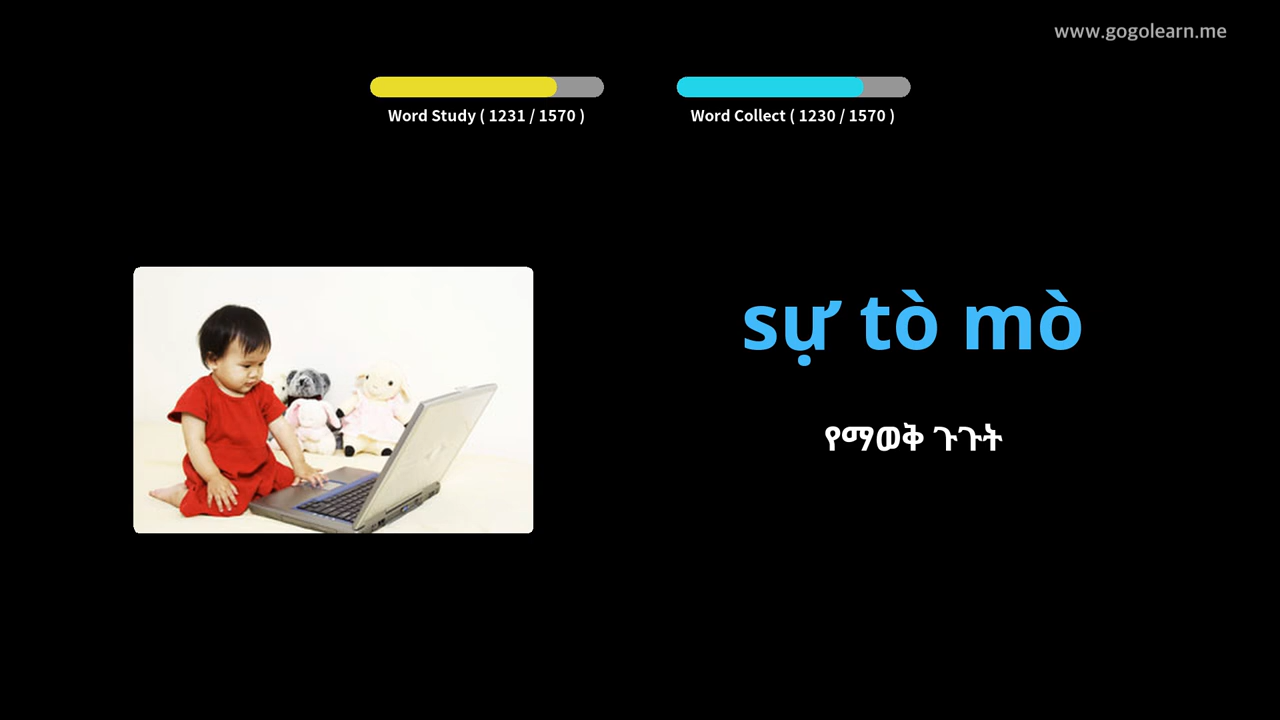 www.gogolearn.me
Word Study ( 1231 / 1570 )
Word Collect ( 1230 / 1570 )
sự tò mò
የማወቅ ጉጉት